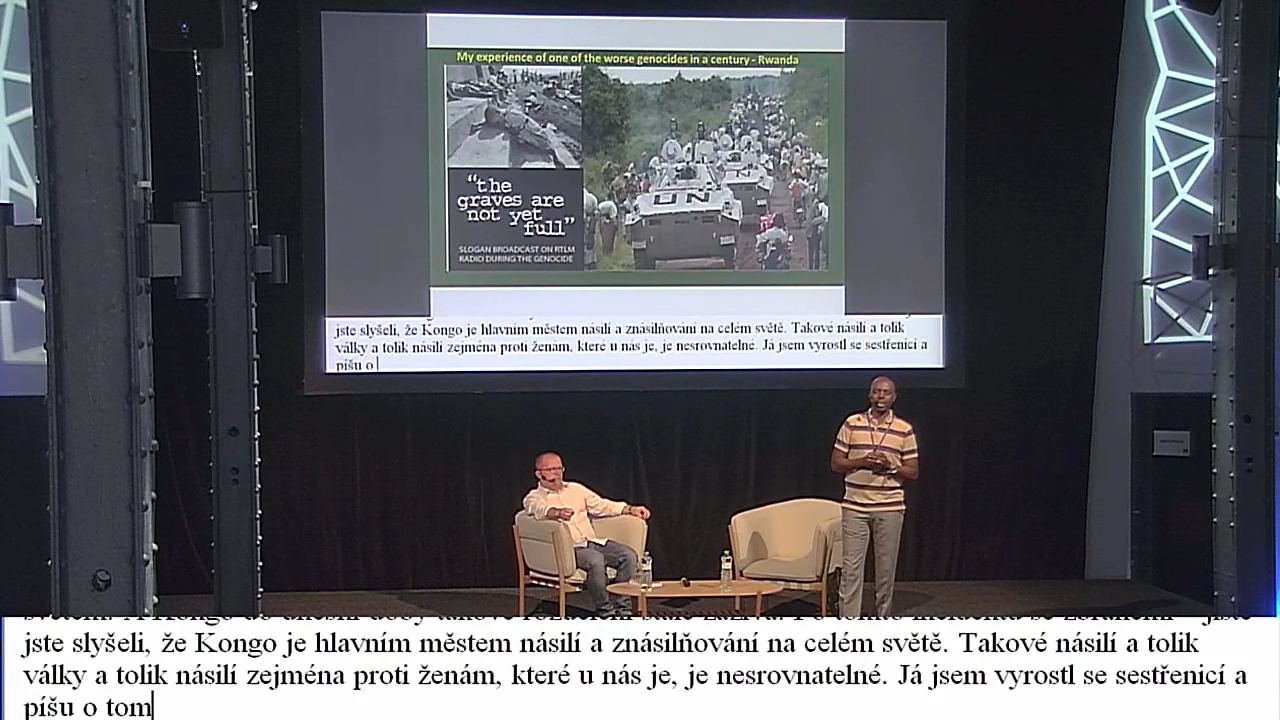 My experience of one of the worse genocides in a century - Rwanda
“the
graves are
not yet
full”
SLOGAN BROADCAST ON RTLM
RADIO DURING THE GENOCIDE
UN
jste slyšeli, že Kongo je hlavním městem násilí a znásilňování na celém světě. Takové násilí a tolik
války a tolik násilí zejména proti ženám, které u nás je, je nesrovnatelné. Já jsem vyrostl se sestřenicí a
píšu o
jste slyšeli, že Kongo je hlavním městem násilí a znásilňování na celém světě. Takové násilí a tolik
války a tolik násilí zejména proti ženám, které u nás je, je nesrovnatelné. Já jsem vyrostl se sestřenicí a
píšu o tom